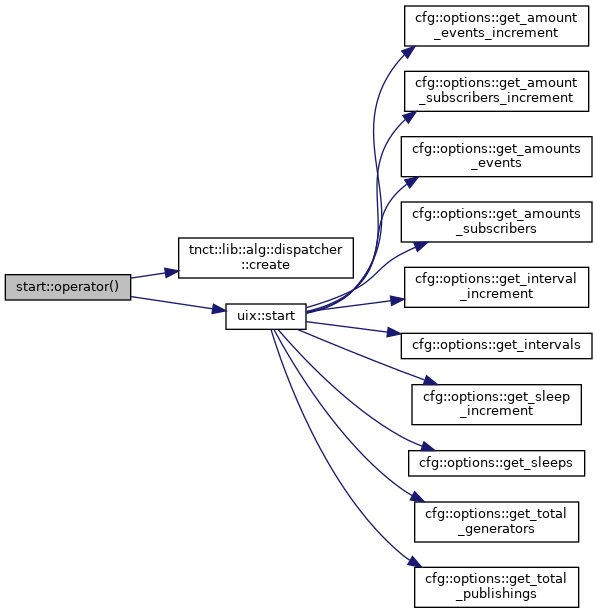 start::operator()
tnct::lib::alg::dispatcher
::create
uix::start
cfg::options::get_amount
_events_increment
cfg::options::get_amount
_subscribers_increment
cfg::options::get_amounts
_events
cfg::options::get_amounts
_subscribers
cfg::options::get_interval
_increment
cfg::options::get_intervals
cfg::options::get_sleep
_increment
cfg::options::get_sleeps
cfg::options::get_total
_generators
cfg::options::get_total
_publishings